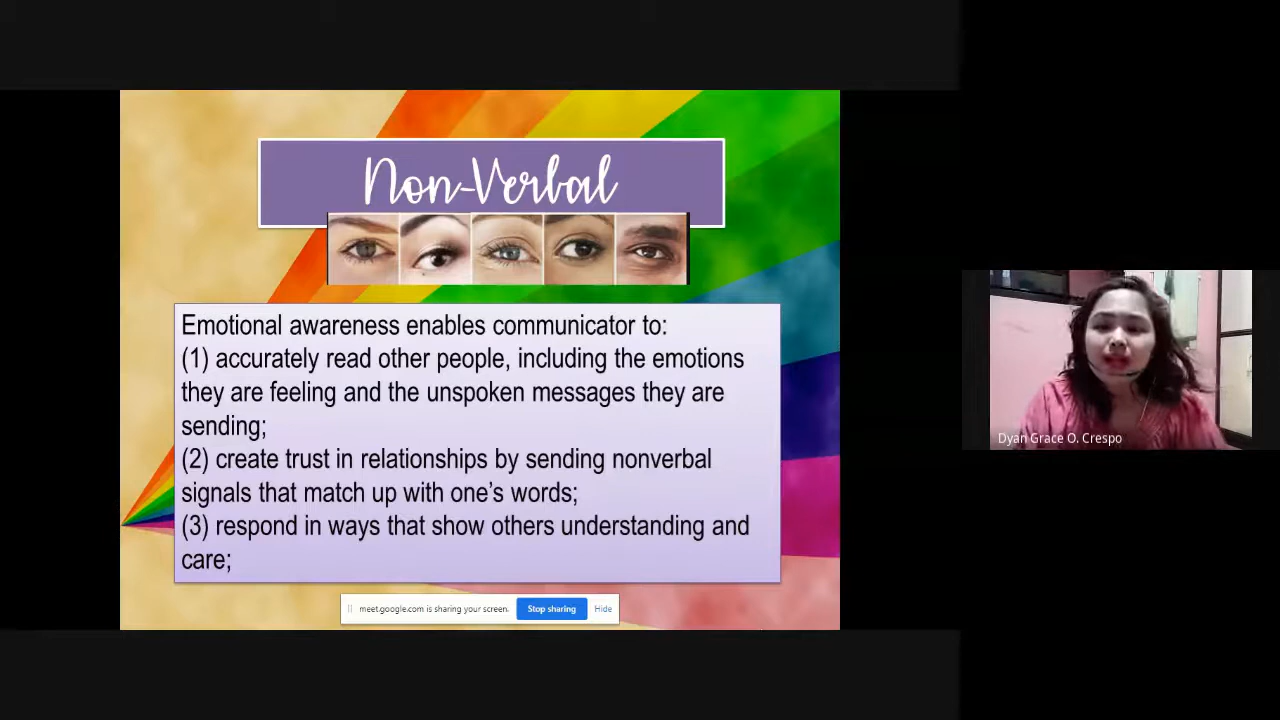 Non-Verbal
Emotional awareness enables communicator to:
(1) accurately read other people, including the emotions
they are feeling and the unspoken messages they are
sending;
(2) create trust in relationships by sending nonverbal
signals that match up with one's words;
(3) respond in ways that show others understanding and
care;
meet.google.com is sharing your screen. Stop sharing Hide
Dyan Grace O. Crespo